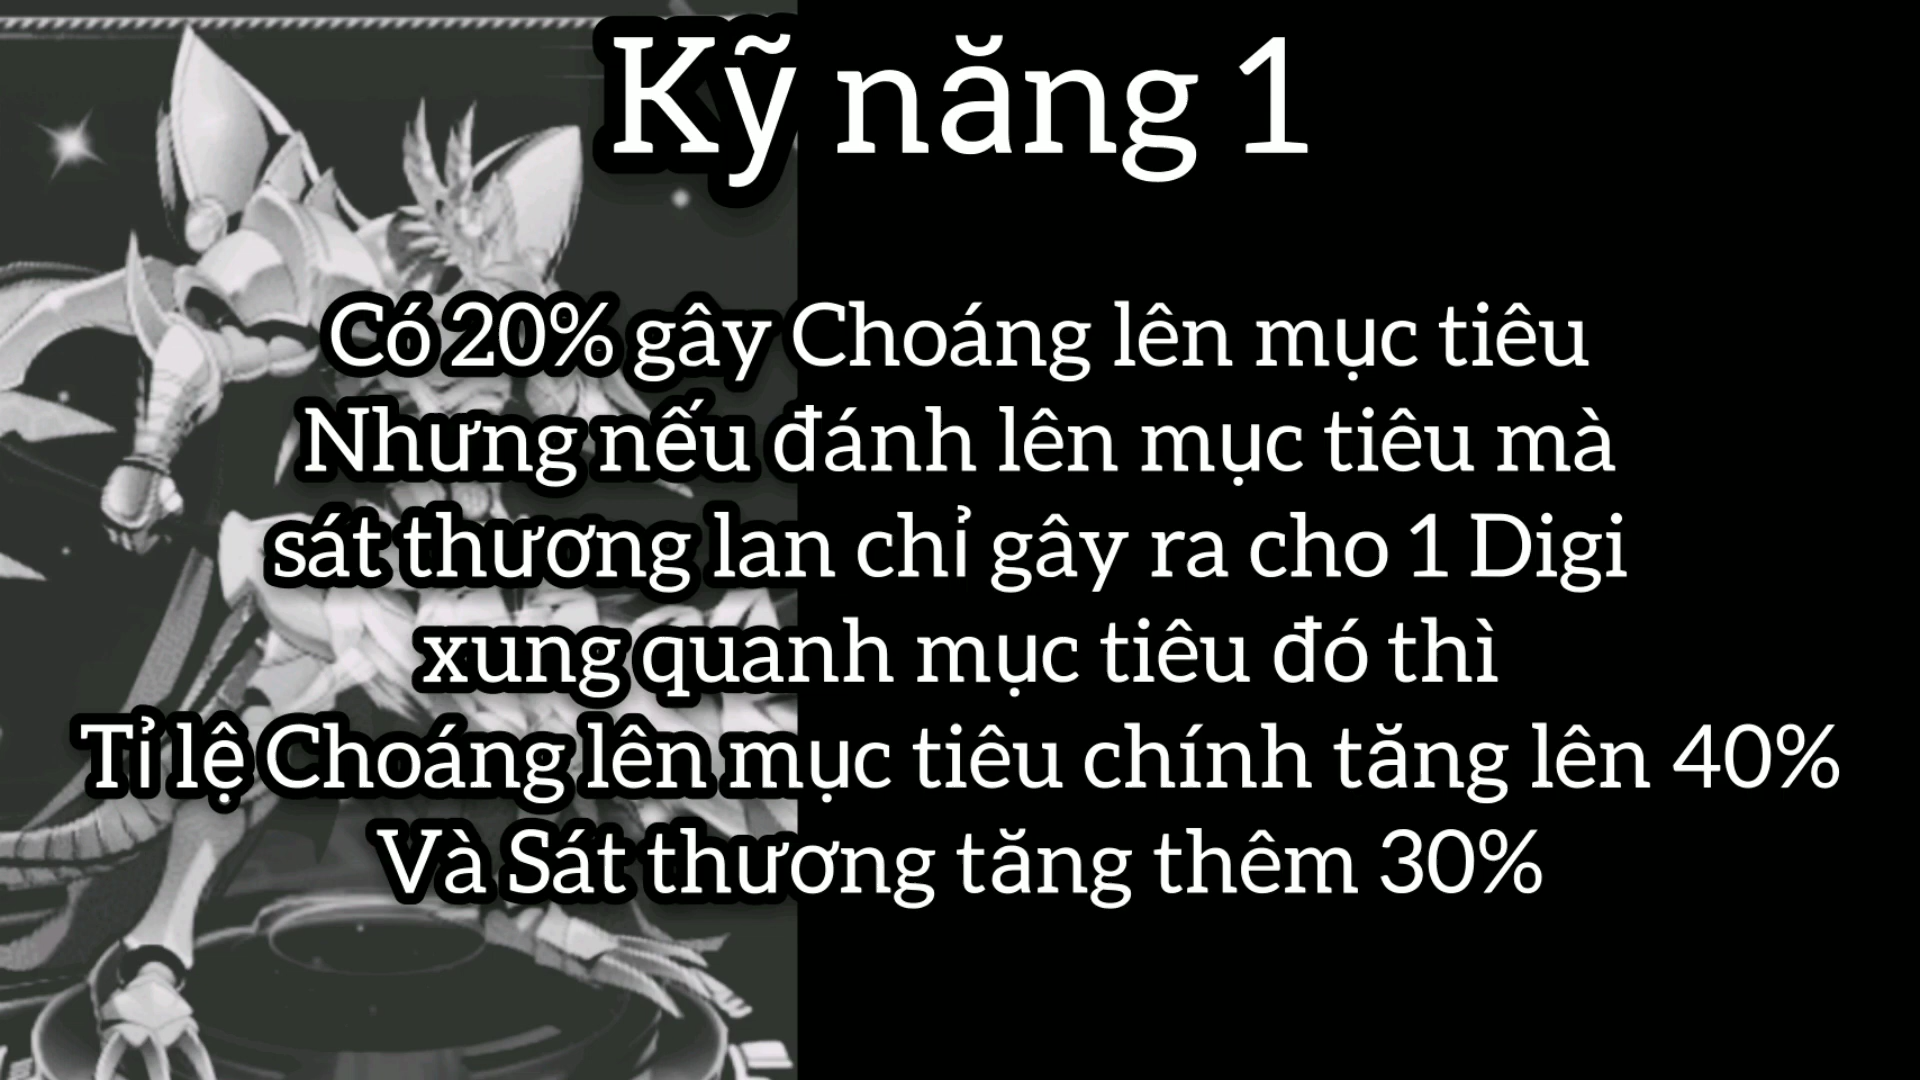 Kỹ năng 1
Có 20% gây Choáng lên mục tiêu
Nhưng nếu đánh lên mục tiêu mà
sát thương lan chỉ gây ra cho 1 Digi
xung quanh mục tiêu đó thì
Tỉ lệ Choáng lên mục tiêu chính tăng lên 40%
Và Sát thương tăng thêm 30%